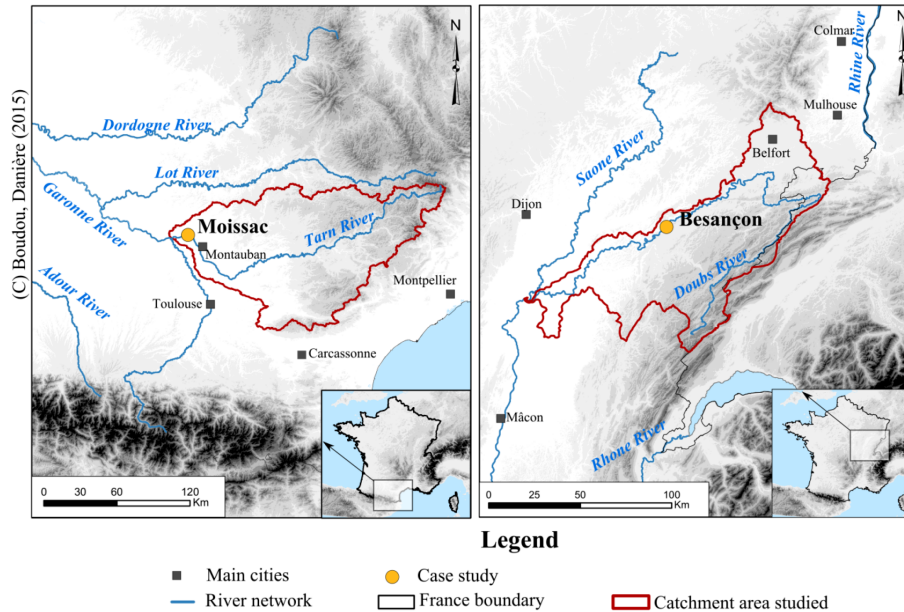 (C) Boudou, Danière (2015)
N
Dordogne River
Lot River
Garonne River
Moissac
Tarn River
Montauban
Adour River
Toulouse
Montpellier
Carcassonne
0 30 60 120
Km
N
Colmar
Rhine River
Mulhouse
Belfort
Saone River
Dijon
Besançon
Doubs River
Mâcon
Rhone River
0 25 50 100
Km
Legend
Main cities
Case study
River network
France boundary
Catchment area studied